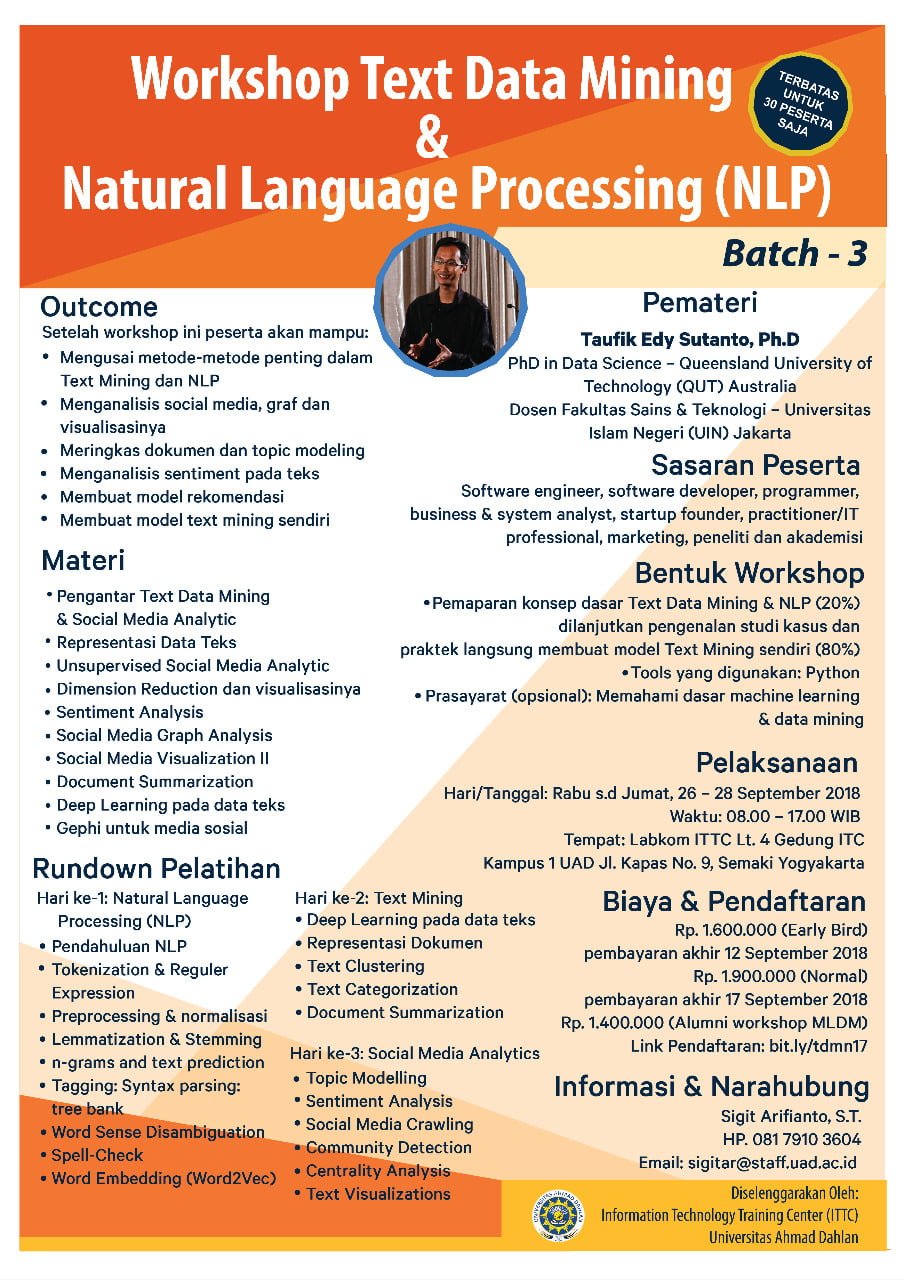 Workshop Text Data Mining
&
Natural Language Processing (NLP)
TERBATAS
UNTUK
30 PESERTA
SAJA
Batch - 3
Outcome
Setelah workshop ini peserta akan mampu:
• Mengusai metode-metode penting dalam
Text Mining dan NLP
• Menganalisis social media, graf dan
visualisasinya
• Meringkas dokumen dan topic modeling
• Menganalisis sentiment pada teks
• Membuat model rekomendasi
• Membuat model text mining sendiri
Materi
• Pengantar Text Data Mining
& Social Media Analytic
• Representasi Data Teks
• Unsupervised Social Media Analytic
• Dimension Reduction dan visualisasinya
• Sentiment Analysis
• Social Media Graph Analysis
• Social Media Visualization II
• Document Summarization
• Deep Learning pada data teks
• Gephi untuk media sosial
Rundown Pelatihan
Hari ke-1: Natural Language
Processing (NLP)
• Pendahuluan NLP
• Tokenization & Reguler
Expression
• Preprocessing & normalisasi
• Lemmatization & Stemming
• n-grams and text prediction
• Tagging: Syntax parsing:
tree bank
• Word Sense Disambiguation
• Spell-Check
• Word Embedding (Word2Vec)
Hari ke-2: Text Mining
• Deep Learning pada data teks
• Representasi Dokumen
• Text Clustering
• Text Categorization
• Document Summarization
Hari ke-3: Social Media Analytics
• Topic Modelling
• Sentiment Analysis
• Social Media Crawling
• Community Detection
• Centrality Analysis
• Text Visualizations
Pemateri
Taufik Edy Sutanto, Ph.D
PhD in Data Science – Queensland University of
Technology (QUT) Australia
Dosen Fakultas Sains & Teknologi – Universitas
Islam Negeri (UIN) Jakarta
Sasaran Peserta
Software engineer, software developer, programmer,
business & system analyst, startup founder, practitioner/IT
professional, marketing, peneliti dan akademisi
Bentuk Workshop
•Pemaparan konsep dasar Text Data Mining & NLP (20%)
dilanjutkan pengenalan studi kasus dan
praktek langsung membuat model Text Mining sendiri (80%)
•Tools yang digunakan: Python
• Prasayarat (opsional): Memahami dasar machine learning
& data mining
Pelaksanaan
Hari/Tanggal: Rabu s.d Jumat, 26 – 28 September 2018
Waktu: 08.00 – 17.00 WIB
Tempat: Labkom ITTC Lt. 4 Gedung ITC
Kampus 1 UAD Jl. Kapas No. 9, Semaki Yogyakarta
Biaya & Pendaftaran
Rp. 1.600.000 (Early Bird)
pembayaran akhir 12 September 2018
Rp. 1.900.000 (Normal)
pembayaran akhir 17 September 2018
Rp. 1.400.000 (Alumni workshop MLDM)
Link Pendaftaran: bit.ly/tdmn17
Informasi & Narahubung
Sigit Arifianto, S.T.
HP. 081 7910 3604
Email: sigitar@staff.uad.ac.id
UNIVERSITAS AHMAD DAHLAN
Diselenggarakan Oleh:
Information Technology Training Center (ITTC)
Universitas Ahmad Dahlan